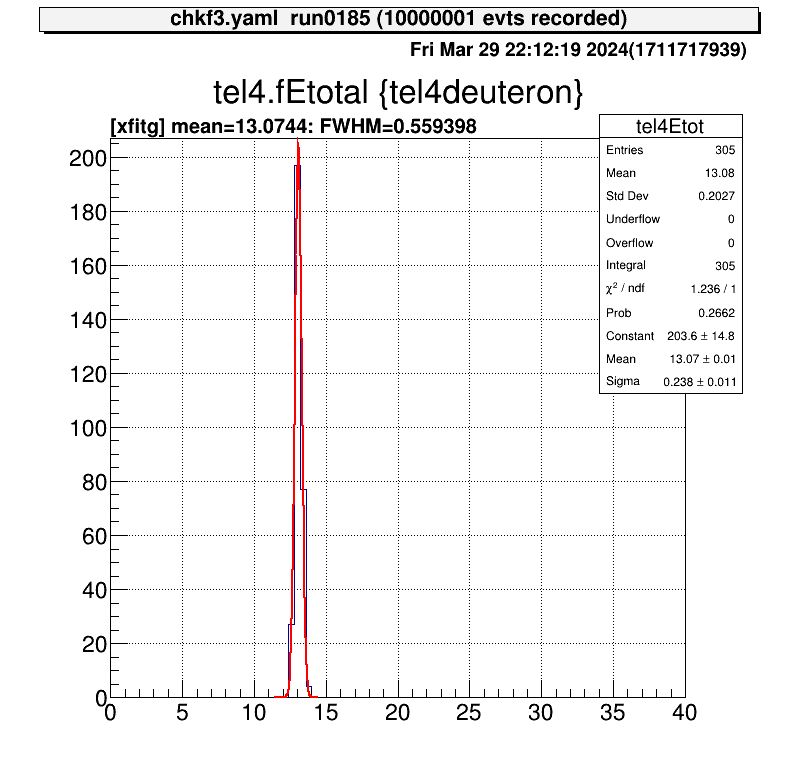 chkf3.yaml  run0185 (10000001 evts recorded)
Fri Mar 29 22:12:19 2024(1711717939)
tel4.fEtotal {tel4deuteron}
[xfitg] mean=13.0744: FWHM=0.559398
tel4Etot
Entries 305
Mean 13.08
Std Dev 0.2027
Underflow 0
Overflow 0
Integral 305
χ² / ndf 1.236 / 1
Prob 0.2662
Constant 203.6 ± 14.8
Mean 13.07 ± 0.01
Sigma 0.238 ± 0.011
200
180
160
140
120
100
80
60
40
20
0
0 5 10 15 20 25 30 35 40